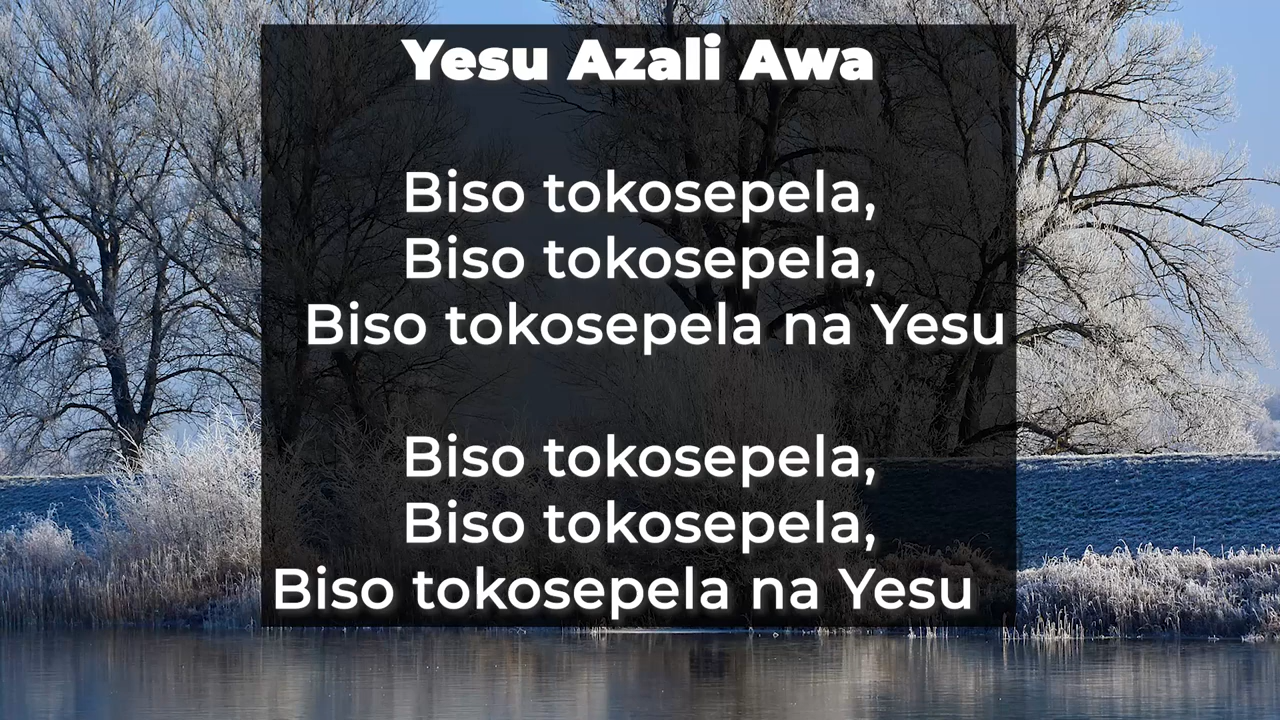 Yesu Azali Awa
Biso tokosepela,
Biso tokosepela,
Biso tokosepela na Yesu
Biso tokosepela,
Biso tokosepela,
Biso tokosepela na Yesu